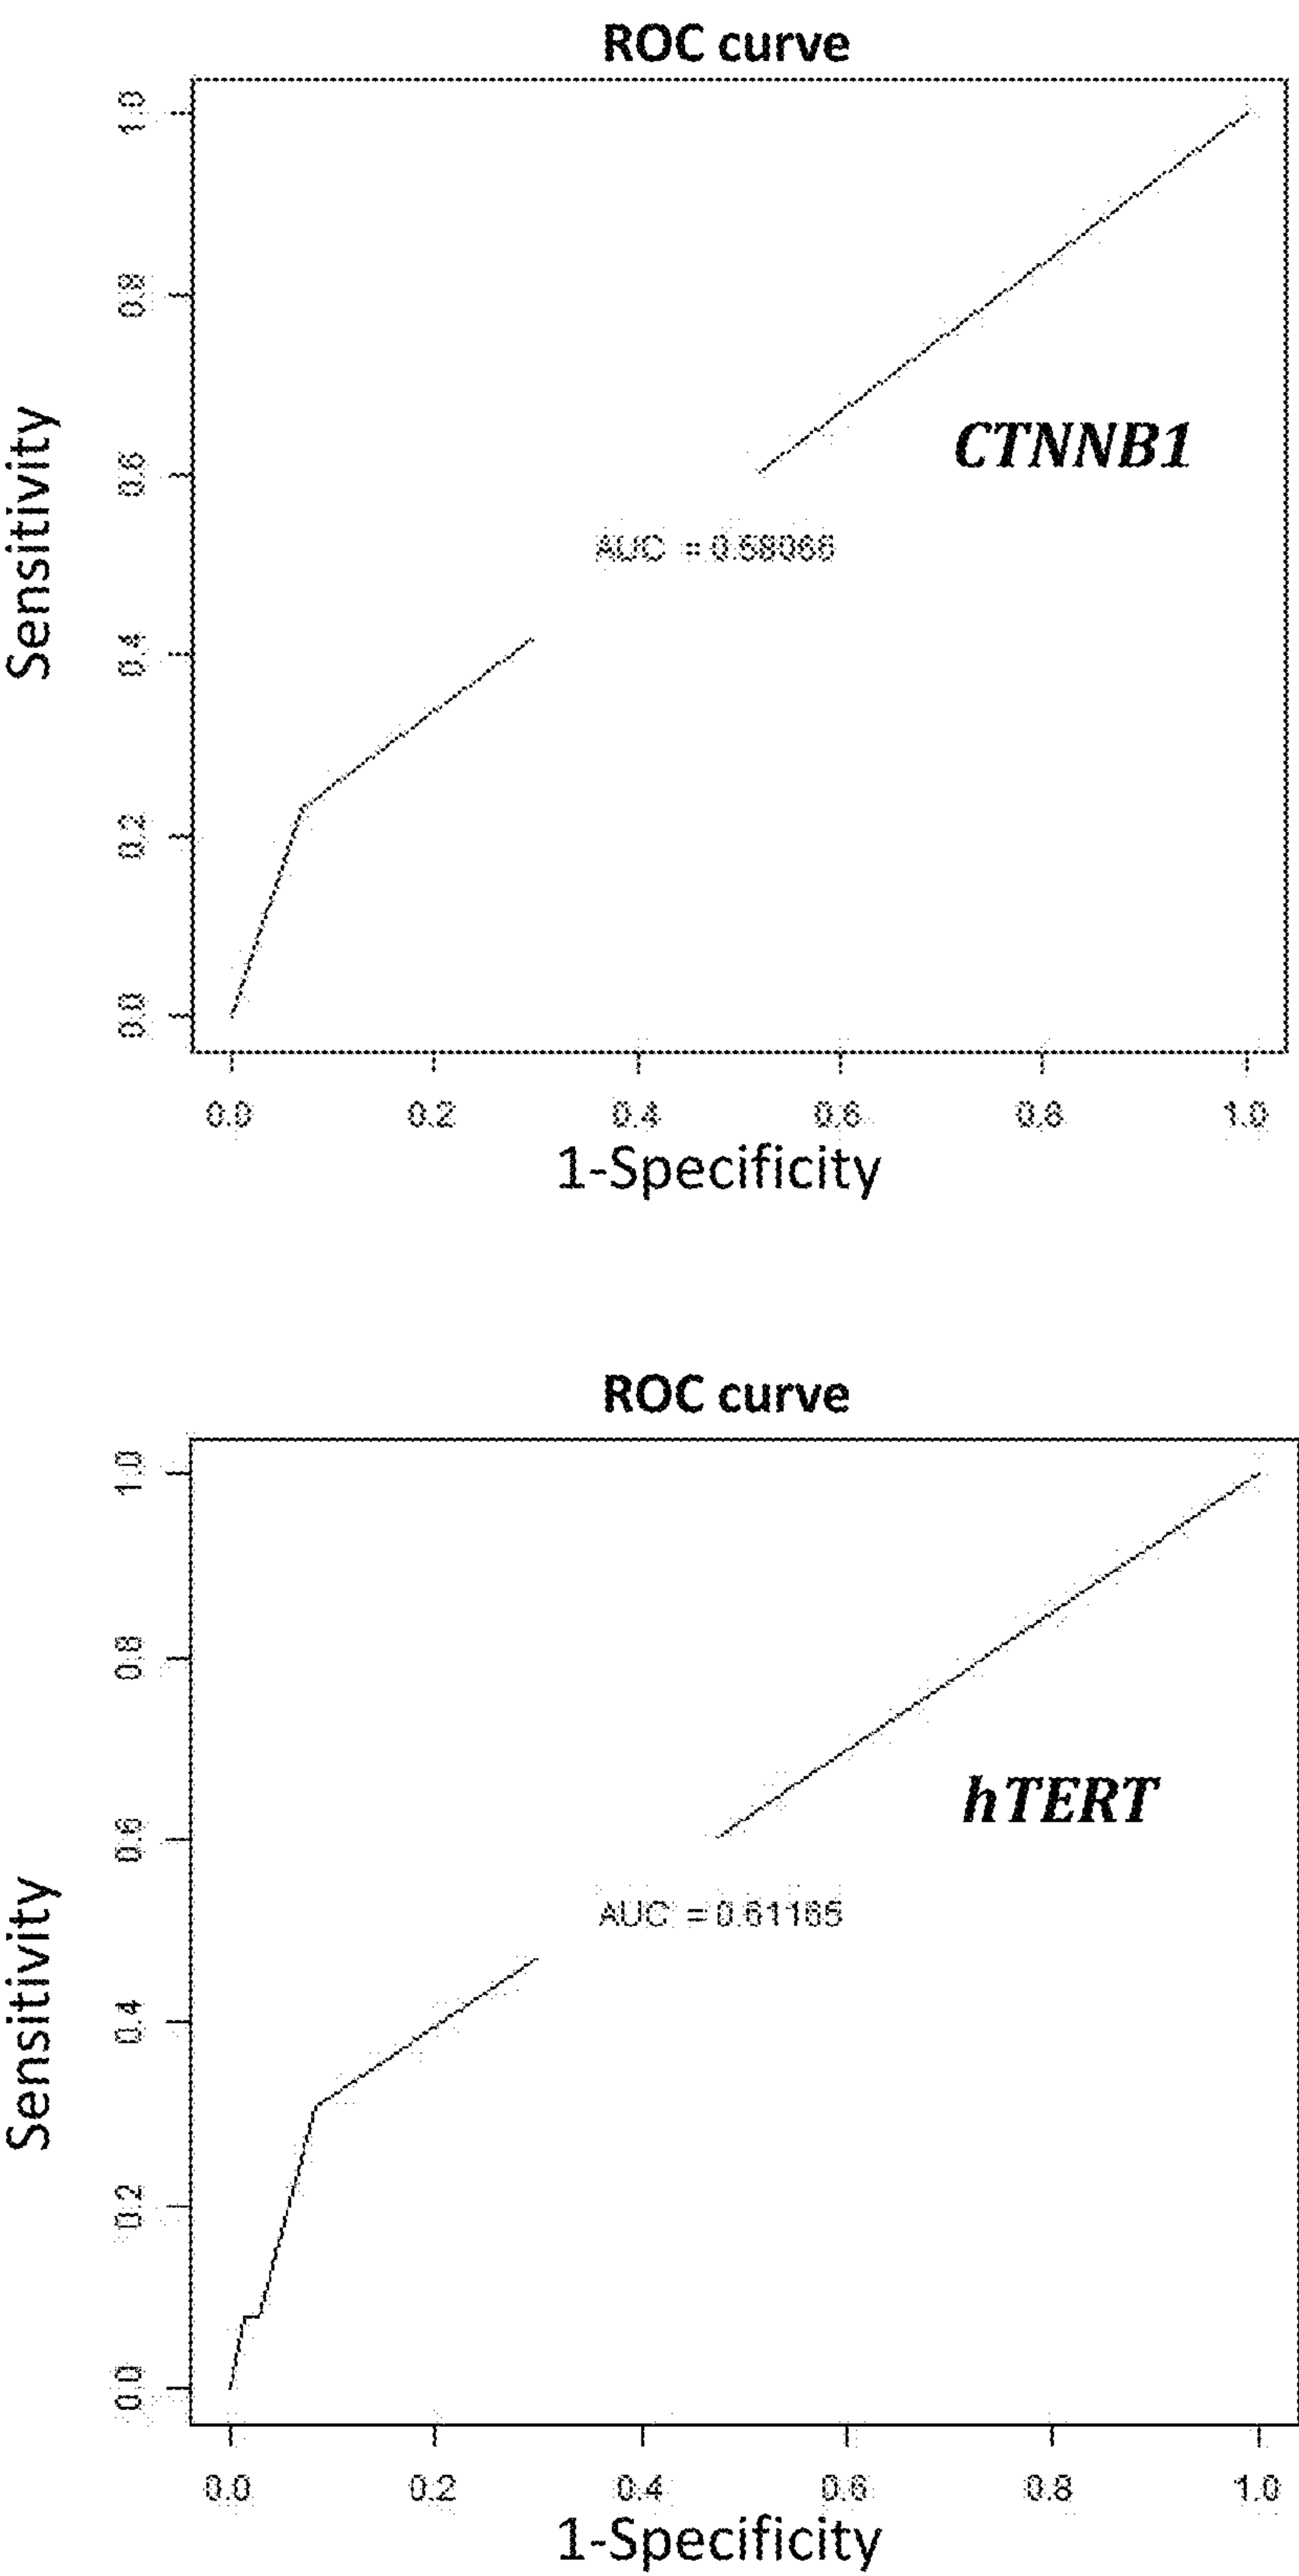 ROC curve
1.0
0.8
0.6
0.4
0.2
0.0
Sensitivity
CTNNB1
AUC = 0.58066
0.0 0.2 0.4 0.6 0.8 1.0
1-Specificity
ROC curve
1.0
0.8
0.6
0.4
0.2
0.0
Sensitivity
hTERT
AUC = 0.61165
0.0 0.2 0.4 0.6 0.8 1.0
1-Specificity